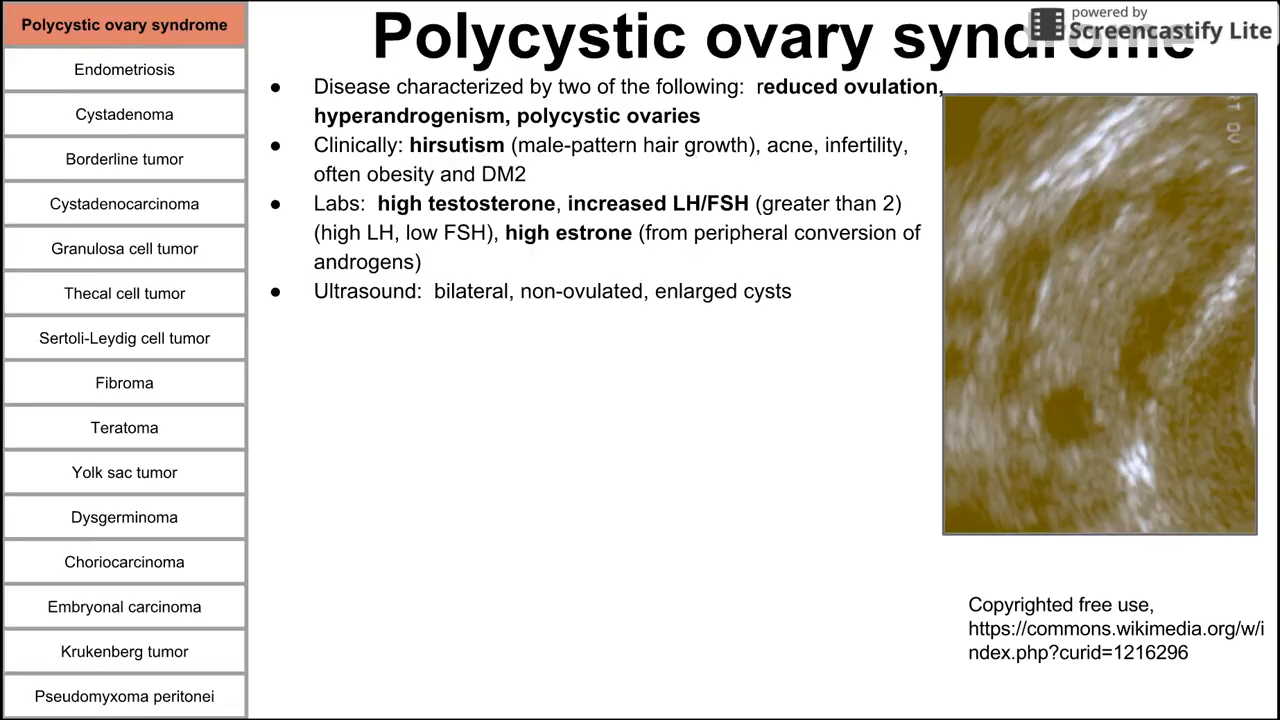 Polycystic ovary syndrome
Endometriosis
Cystadenoma
Borderline tumor
Cystadenocarcinoma
Granulosa cell tumor
Thecal cell tumor
Sertoli-Leydig cell tumor
Fibroma
Teratoma
Yolk sac tumor
Dysgerminoma
Choriocarcinoma
Embryonal carcinoma
Krukenberg tumor
Pseudomyxoma peritonei
Polycystic ovary syndrome
powered by
Screencastify Lite
● Disease characterized by two of the following: reduced ovulation,
hyperandrogenism, polycystic ovaries
● Clinically: hirsutism (male-pattern hair growth), acne, infertility,
often obesity and DM2
● Labs: high testosterone, increased LH/FSH (greater than 2)
(high LH, low FSH), high estrone (from peripheral conversion of
androgens)
● Ultrasound: bilateral, non-ovulated, enlarged cysts
RT OV
Copyrighted free use,
https://commons.wikimedia.org/w/i
ndex.php?curid=1216296